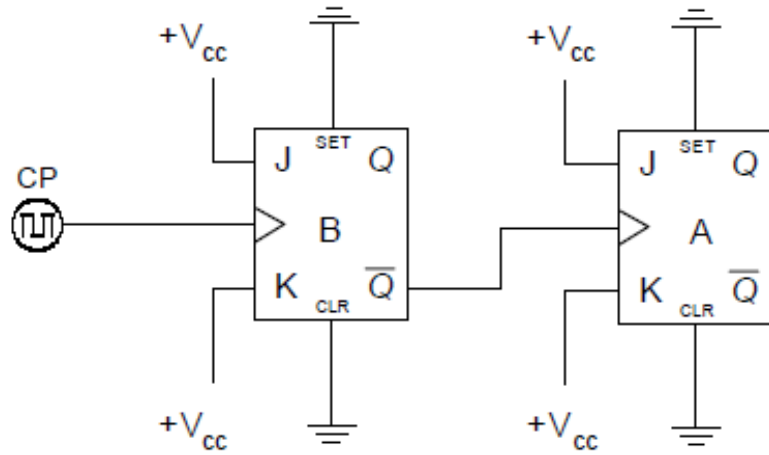 +Vcc +Vcc
J SET Q
J SET Q
CP
B
A
K CLR Q̅
K CLR Q̅
+Vcc +Vcc